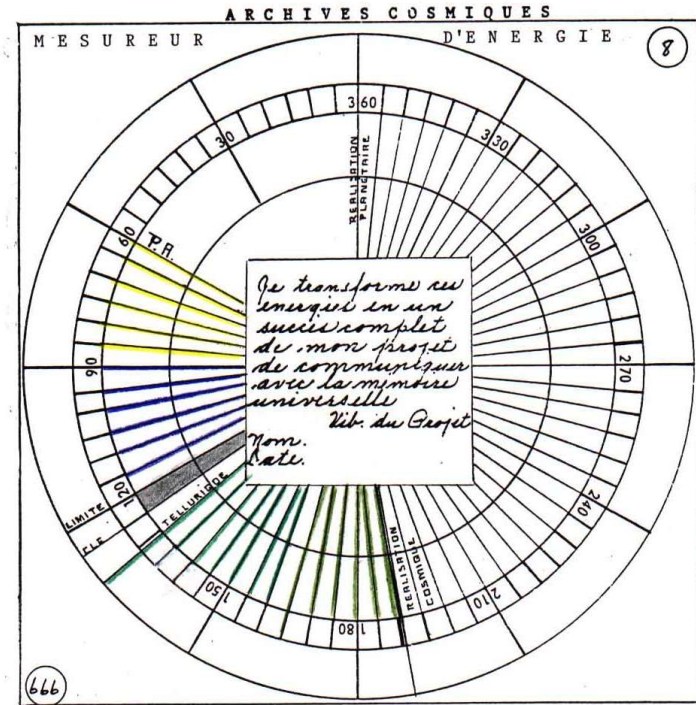 ARCHIVES COSMIQUES
MESUREUR D'ENERGIE
8
360
330
300
270
240
210
180
150
120
90
60
30
REALISATION
PLANETAIRE
P.A.
Je transforme ces
energies en un
succès complet
de mon projet
de communiquer
avec la mémoire
universelle
Vib. du Projet
Nom.
Date.
LIMITE
CLE
TELLURIQUE
REALISATION
COSMIQUE
666